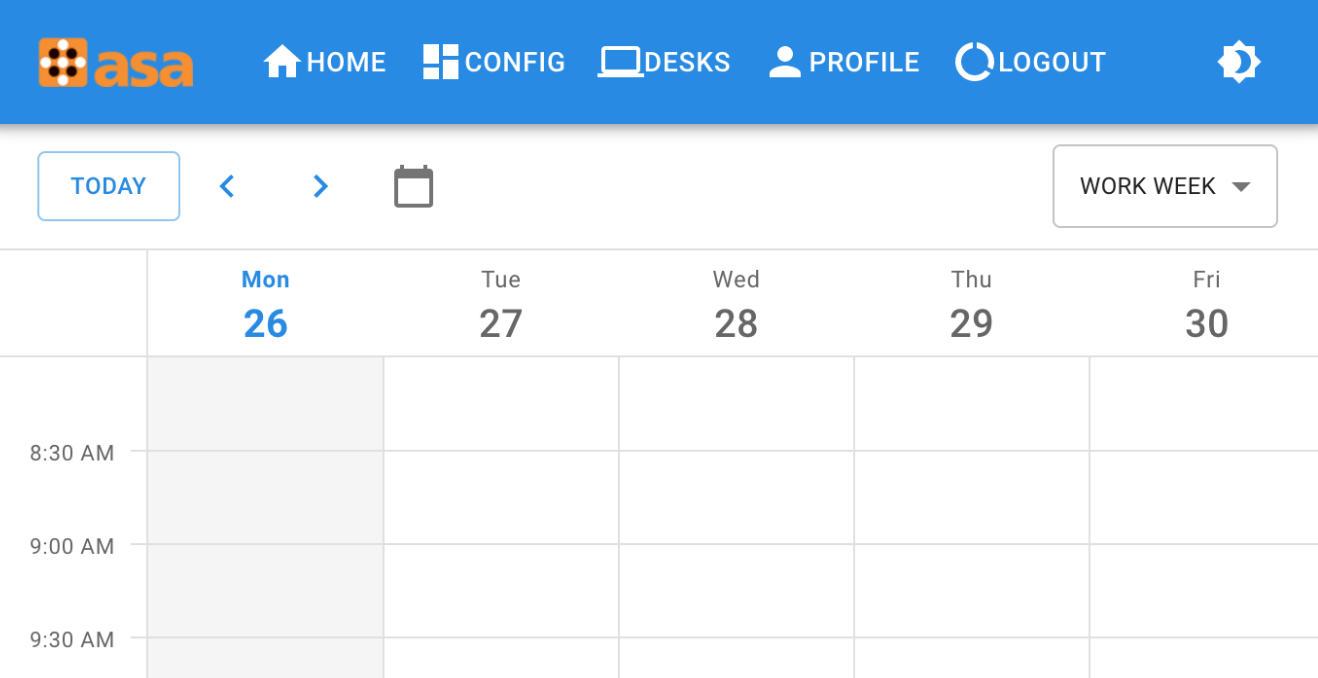 asa HOME CONFIG DESKS PROFILE LOGOUT
TODAY WORK WEEK
Mon Tue Wed Thu Fri
26 27 28 29 30
8:30 AM
9:00 AM
9:30 AM